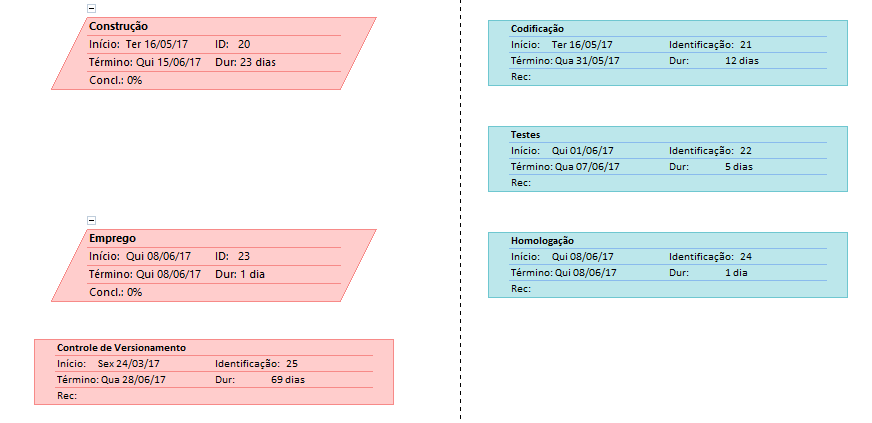 Construção
Início: Ter 16/05/17 ID: 20
Término: Qui 15/06/17 Dur: 23 dias
Concl.: 0%
Codificação
Início: Ter 16/05/17 Identificação: 21
Término: Qua 31/05/17 Dur: 12 dias
Rec:
Testes
Início: Qui 01/06/17 Identificação: 22
Término: Qua 07/06/17 Dur: 5 dias
Rec:
Emprego
Início: Qui 08/06/17 ID: 23
Término: Qui 08/06/17 Dur: 1 dia
Concl.: 0%
Homologação
Início: Qui 08/06/17 Identificação: 24
Término: Qui 08/06/17 Dur: 1 dia
Rec:
Controle de Versionamento
Início: Sex 24/03/17 Identificação: 25
Término: Qua 28/06/17 Dur: 69 dias
Rec: